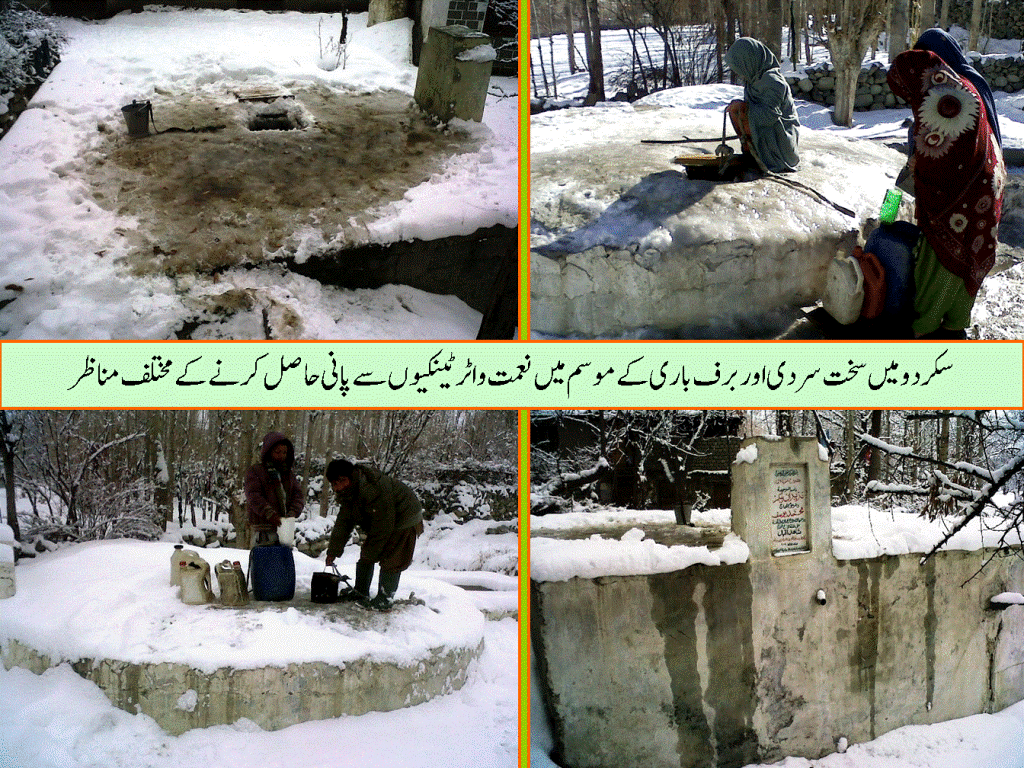 سکردو میں سخت سردی اور برف باری کے موسم میں نعمت واٹر ٹینکیوں سے پانی حاصل کرنے کے مختلف مناظر